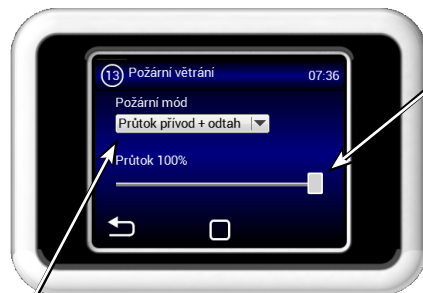 13 Požární větrání 07:36
Požární mód
Průtok přívod + odtah
Průtok 100%